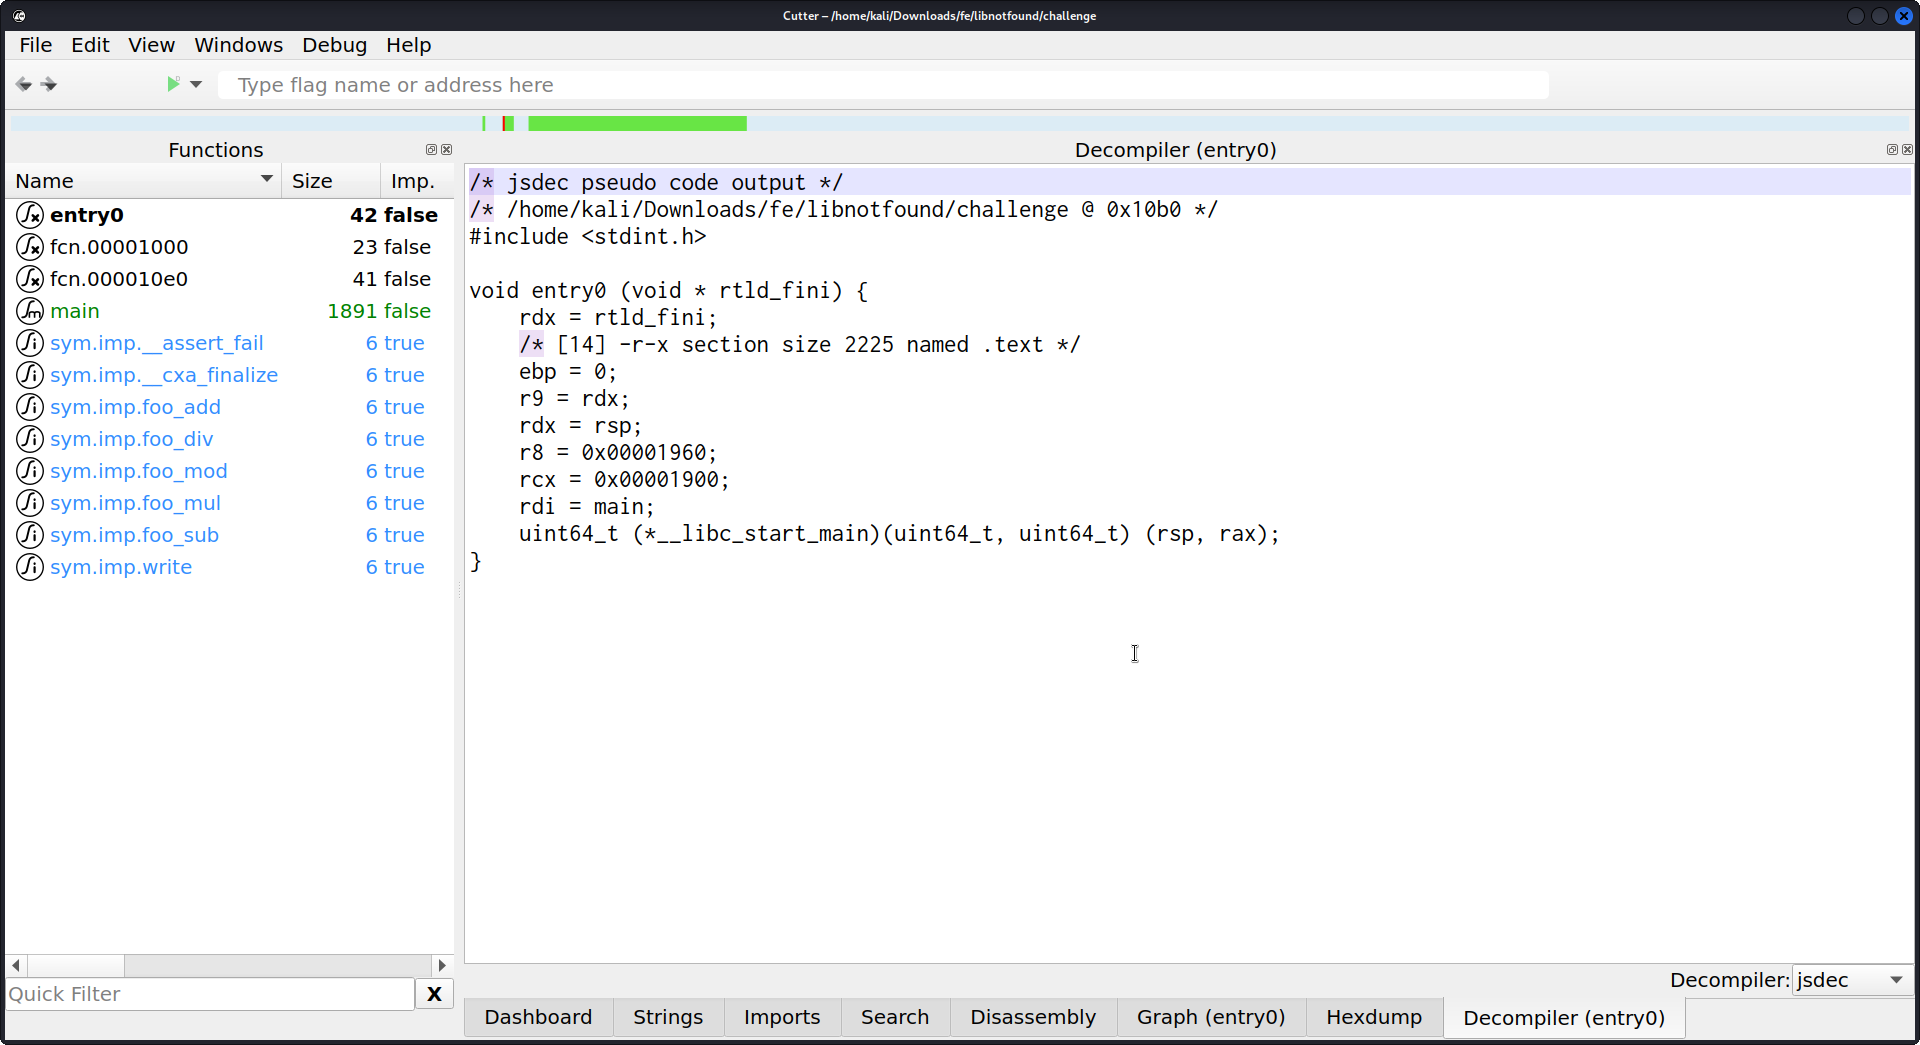 Cutter – /home/kali/Downloads/fe/libnotfound/challenge
File Edit View Windows Debug Help
Type flag name or address here
Functions
Name Size Imp.
entry0 42 false
fcn.00001000 23 false
fcn.000010e0 41 false
main 1891 false
sym.imp.__assert_fail 6 true
sym.imp.__cxa_finalize 6 true
sym.imp.foo_add 6 true
sym.imp.foo_div 6 true
sym.imp.foo_mod 6 true
sym.imp.foo_mul 6 true
sym.imp.foo_sub 6 true
sym.imp.write 6 true
Quick Filter X
Decompiler (entry0)
/* jsdec pseudo code output */
/* /home/kali/Downloads/fe/libnotfound/challenge @ 0x10b0 */
#include <stdint.h>
void entry0 (void * rtld_fini) {
    rdx = rtld_fini;
    /* [14] -r-x section size 2225 named .text */
    ebp = 0;
    r9 = rdx;
    rdx = rsp;
    r8 = 0x00001960;
    rcx = 0x00001900;
    rdi = main;
    uint64_t (*__libc_start_main)(uint64_t, uint64_t) (rsp, rax);
}
Decompiler: jsdec
Dashboard Strings Imports Search Disassembly Graph (entry0) Hexdump Decompiler (entry0)